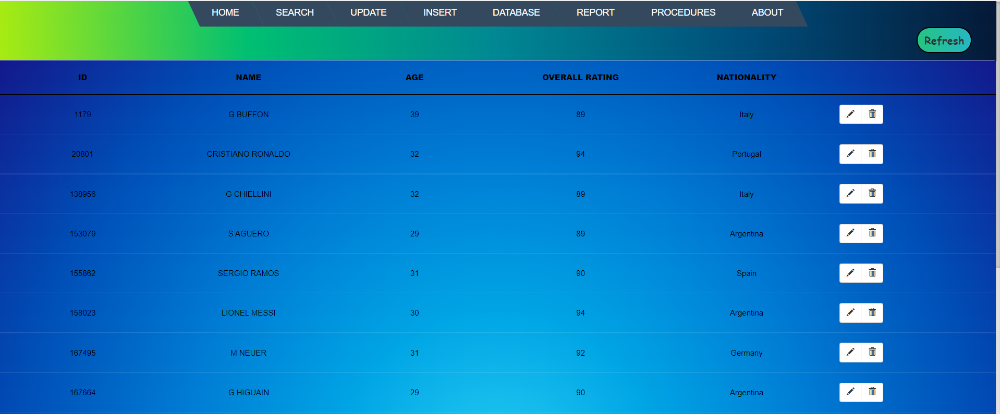 HOME SEARCH UPDATE INSERT DATABASE REPORT PROCEDURES ABOUT
Refresh
ID NAME AGE OVERALL RATING NATIONALITY
1179 G BUFFON 39 89 Italy
20801 CRISTIANO RONALDO 32 94 Portugal
138956 G CHIELLINI 32 89 Italy
153079 S AGUERO 29 89 Argentina
155862 SERGIO RAMOS 31 90 Spain
158023 LIONEL MESSI 30 94 Argentina
167495 M NEUER 31 92 Germany
167664 G HIGUAIN 29 90 Argentina